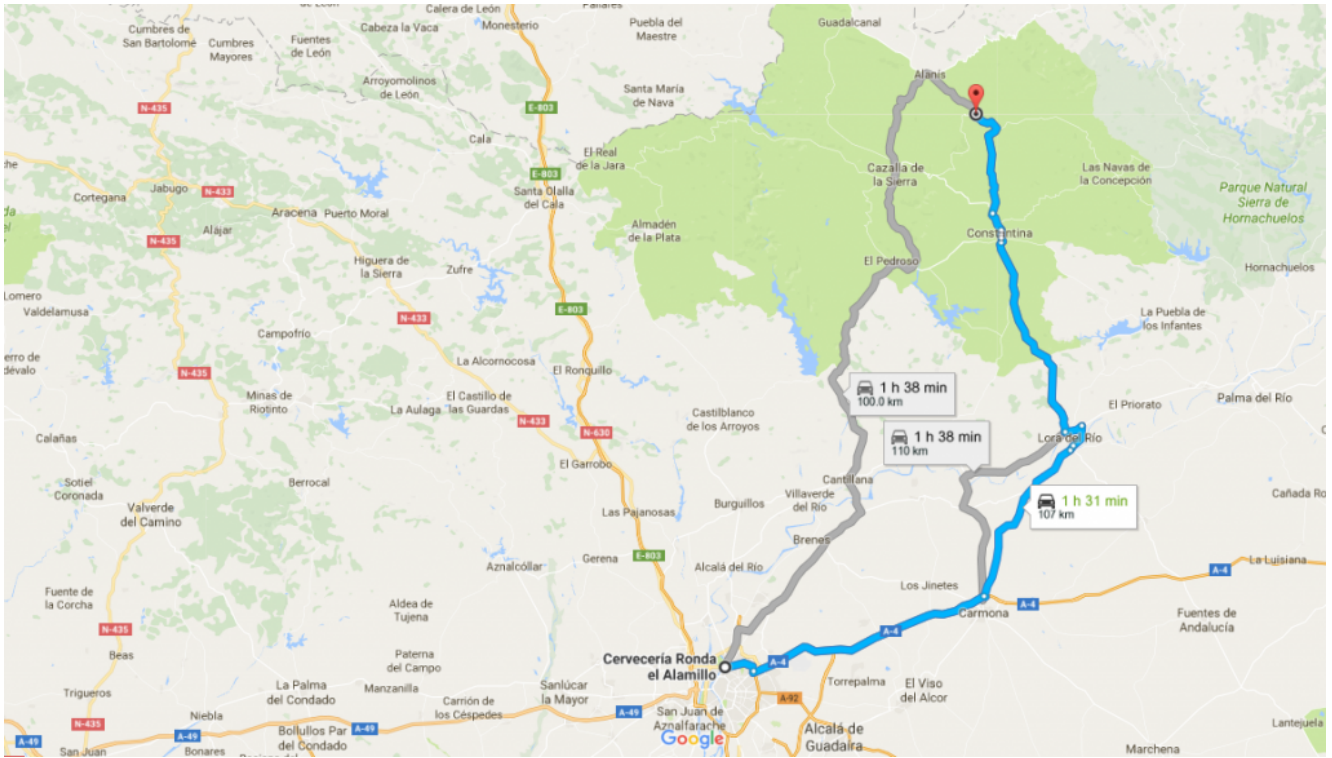 Calera de León
Cabeza la Vaca
Monesterio
Puebla del
Maestre
Guadalcanal
Cumbres de
San Bartolomé
Cumbres
Mayores
Fuentes
de León
Arroyomolinos
de León
Santa María
de Nava
Alanís
N-435
E-803
Cala
El Real
de la Jara
Cazalla de
la Sierra
Las Navas de
la Concepción
Parque Natural
Sierra de
Hornachuelos
E-803
Jabugo
N-433
Cortegana
Santa Olalla
del Cala
Aracena
Puerto Moral
Alájar
Almadén
de la Plata
Constantina
N-435
Higuera de
la Sierra
Zufre
El Pedroso
Hornachuelos
Lomero
Valdelamusa
E-803
La Puebla de
los Infantes
N-433
Campofrío
La Alcornocosa
El Ronquillo
N-435
1 h 38 min
100.0 km
Minas de
Riotinto
La Aulaga
El Castillo de
las Guardas
El Priorato
Palma del Río
Castilblanco
de los Arroyos
N-433
N-630
1 h 38 min
110 km
Lora del Río
Calañas
El Garrobo
Sotiel
Coronada
Berrocal
Cantillana
Villaverde
del Río
Burguillos
1 h 31 min
107 km
Cañada Ro
Valverde
del Camino
Las Pajanosas
Brenes
E-803
Gerena
Aznalcóllar
Alcalá del Río
La Luisiana
A-4
Fuente de
la Corcha
Los Jinetes
Aldea de
Tujena
A-4
Carmona
Fuentes de
Andalucía
N-435
A-4
Beas
Paterna
del Campo
Cervecería Ronda
el Alamillo
A-4
Trigueros
La Palma
del Condado
Manzanilla
Sanlúcar
la Mayor
Torrepalma
El Viso
del Alcor
Carrión de
los Céspedes
A-92
Niebla
A-49
San Juan de
Aznalfarache
N-435
A-49
Bollullos Par
del Condado
Alcalá de
Guadaíra
Lantejuela
Google
A-49
San Juan
Bonares
Marchena